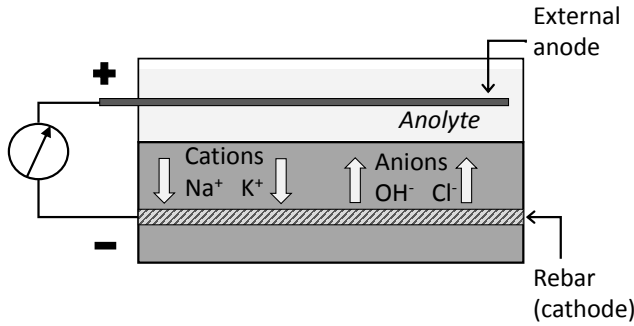 External
anode
+
Anolyte
Cations
Na⁺ K⁺
Anions
OH⁻ Cl⁻
−
Rebar
(cathode)